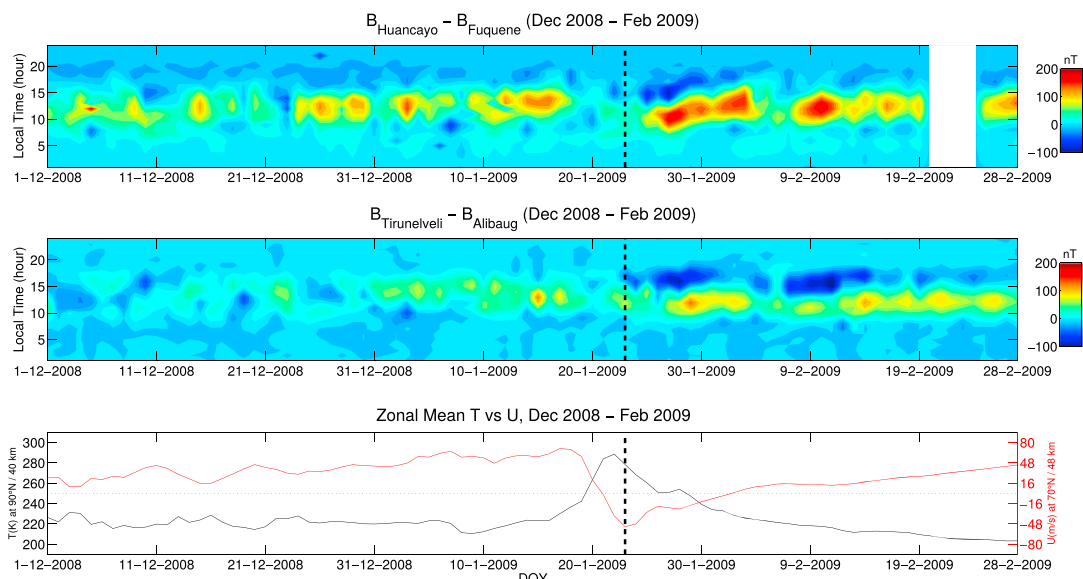 B_Huancayo − B_Fuquene (Dec 2008 − Feb 2009)
nT
Local Time (hour)
20
15
10
5
200
100
0
−100
1−12−2008 11−12−2008 21−12−2008 31−12−2008 10−1−2009 20−1−2009 30−1−2009 9−2−2009 19−2−2009 28−2−2009
B_Tirunelveli − B_Alibaug (Dec 2008 − Feb 2009)
nT
Local Time (hour)
20
15
10
5
200
100
0
−100
1−12−2008 11−12−2008 21−12−2008 31−12−2008 10−1−2009 20−1−2009 30−1−2009 9−2−2009 19−2−2009 28−2−2009
Zonal Mean T vs U, Dec 2008 − Feb 2009
T(K) at 90°N / 40 km
300
280
260
240
220
200
80
48
16
−16
−48
−80
U(m/s) at 70°N / 48 km
1−12−2008 11−12−2008 21−12−2008 31−12−2008 10−1−2009 20−1−2009 30−1−2009 9−2−2009 19−2−2009 28−2−2009